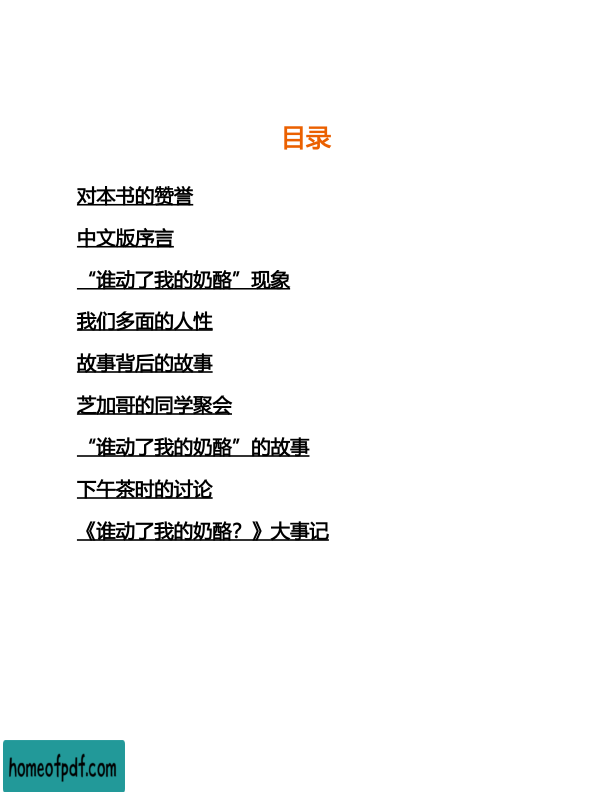 目录
对本书的赞誉
中文版序言
“谁动了我的奶酪”现象
我们多面的人性
故事背后的故事
芝加哥的同学聚会
“谁动了我的奶酪”的故事
下午茶时的讨论
《谁动了我的奶酪？》大事记
homeofpdf.com